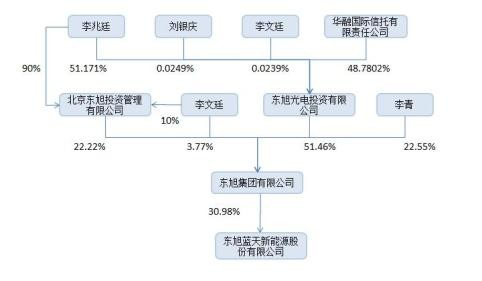 李兆廷
刘银庆
李文廷
华融国际信托有
限责任公司
90%
51.171%
0.0249%
0.0239%
48.7802%
北京东旭投资管理
有限公司
李文廷
东旭光电投资有限
公司
李青
10%
22.22%
3.77%
51.46%
22.55%
东旭集团有限公司
30.98%
东旭蓝天新能源股
份有限公司